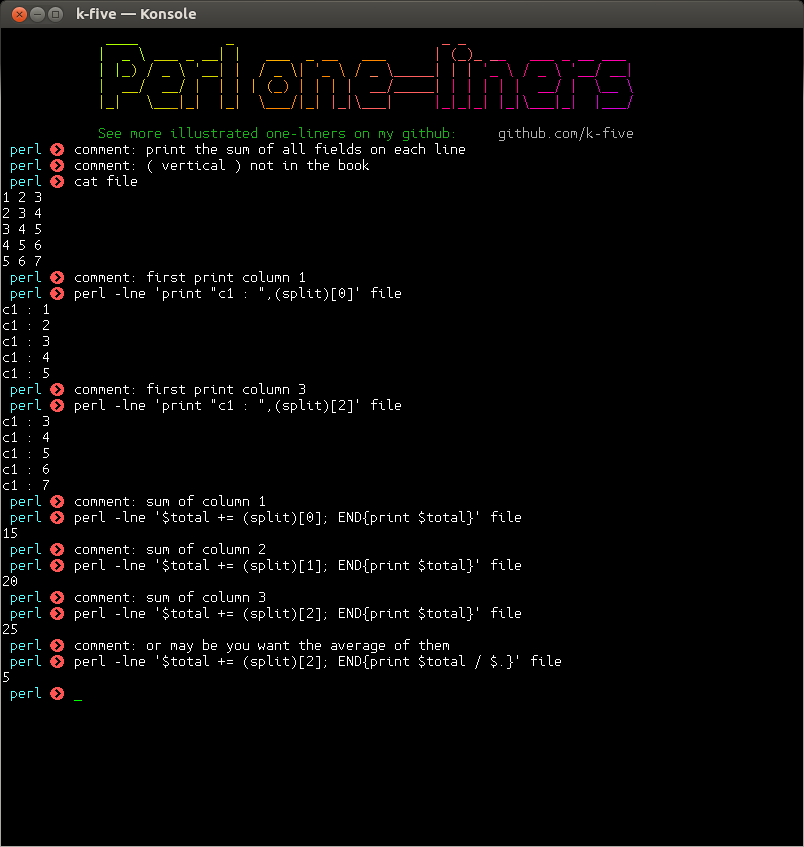 k-five — Konsole
Perl one-liners
See more illustrated one-liners on my github: github.com/k-five
perl comment: print the sum of all fields on each line
perl comment: ( vertical ) not in the book
perl cat file
1 2 3
2 3 4
3 4 5
4 5 6
5 6 7
perl comment: first print column 1
perl perl -lne 'print "c1 : ",(split)[0]' file
c1 : 1
c1 : 2
c1 : 3
c1 : 4
c1 : 5
perl comment: first print column 3
perl perl -lne 'print "c1 : ",(split)[2]' file
c1 : 3
c1 : 4
c1 : 5
c1 : 6
c1 : 7
perl comment: sum of column 1
perl perl -lne '$total += (split)[0]; END{print $total}' file
15
perl comment: sum of column 2
perl perl -lne '$total += (split)[1]; END{print $total}' file
20
perl comment: sum of column 3
perl perl -lne '$total += (split)[2]; END{print $total}' file
25
perl comment: or may be you want the average of them
perl perl -lne '$total += (split)[2]; END{print $total / $.}' file
5
perl _